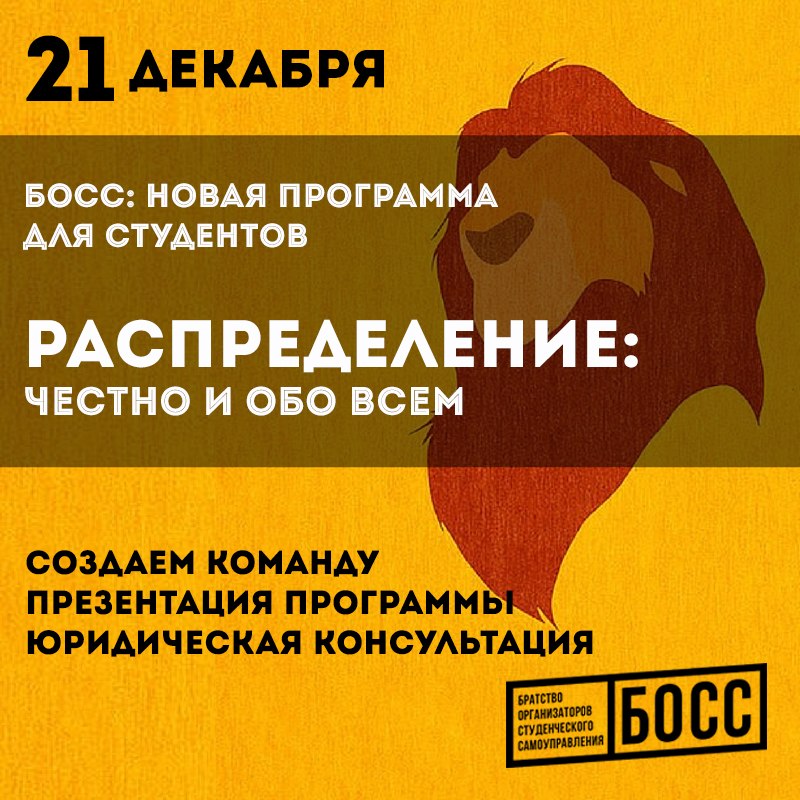 21 ДЕКАБРЯ
БОСС: НОВАЯ ПРОГРАММА
ДЛЯ СТУДЕНТОВ
РАСПРЕДЕЛЕНИЕ:
ЧЕСТНО И ОБО ВСЕМ
СОЗДАЕМ КОМАНДУ
ПРЕЗЕНТАЦИЯ ПРОГРАММЫ
ЮРИДИЧЕСКАЯ КОНСУЛЬТАЦИЯ
БРАТСТВО
ОРГАНИЗАТОРОВ
СТУДЕНЧЕСКОГО
САМОУПРАВЛЕНИЯ
БОСС